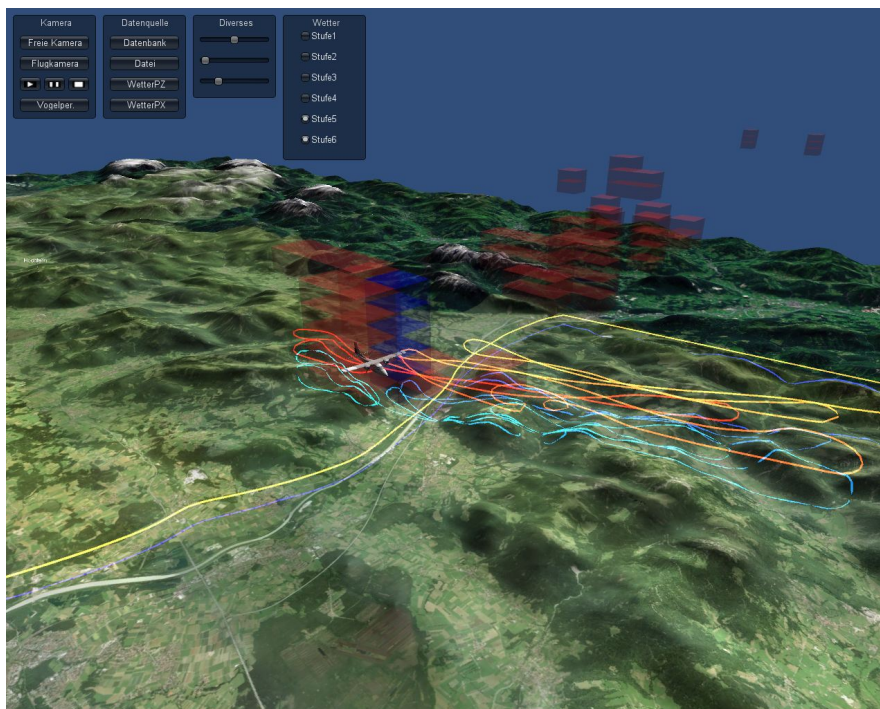 Kamera
Freie Kamera
Flugkamera
Vogelper.
Datenquelle
Datenbank
Datei
WetterPZ
WetterPX
Diverses
Wetter
Stufe1
Stufe2
Stufe3
Stufe4
Stufe5
Stufe6